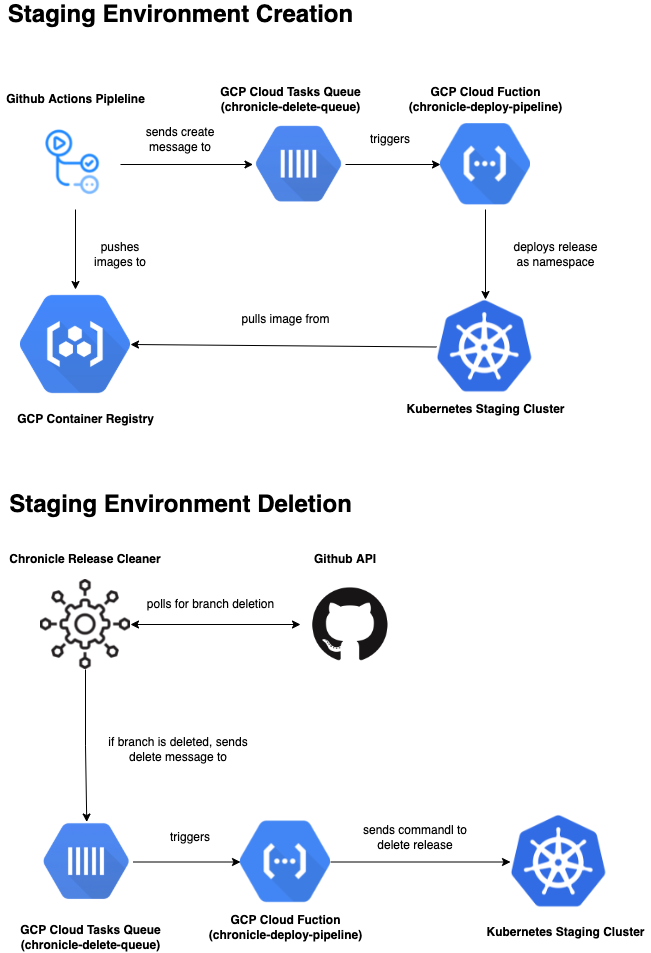 Staging Environment Creation
Github Actions Pipleline
GCP Cloud Tasks Queue
(chronicle-delete-queue)
GCP Cloud Fuction
(chronicle-deploy-pipeline)
sends create
message to
triggers
pushes
images to
deploys release
as namespace
pulls image from
GCP Container Registry
Kubernetes Staging Cluster
Staging Environment Deletion
Chronicle Release Cleaner
Github API
polls for branch deletion
if branch is deleted, sends
delete message to
triggers
sends commandl to
delete release
GCP Cloud Tasks Queue
(chronicle-delete-queue)
GCP Cloud Fuction
(chronicle-deploy-pipeline)
Kubernetes Staging Cluster